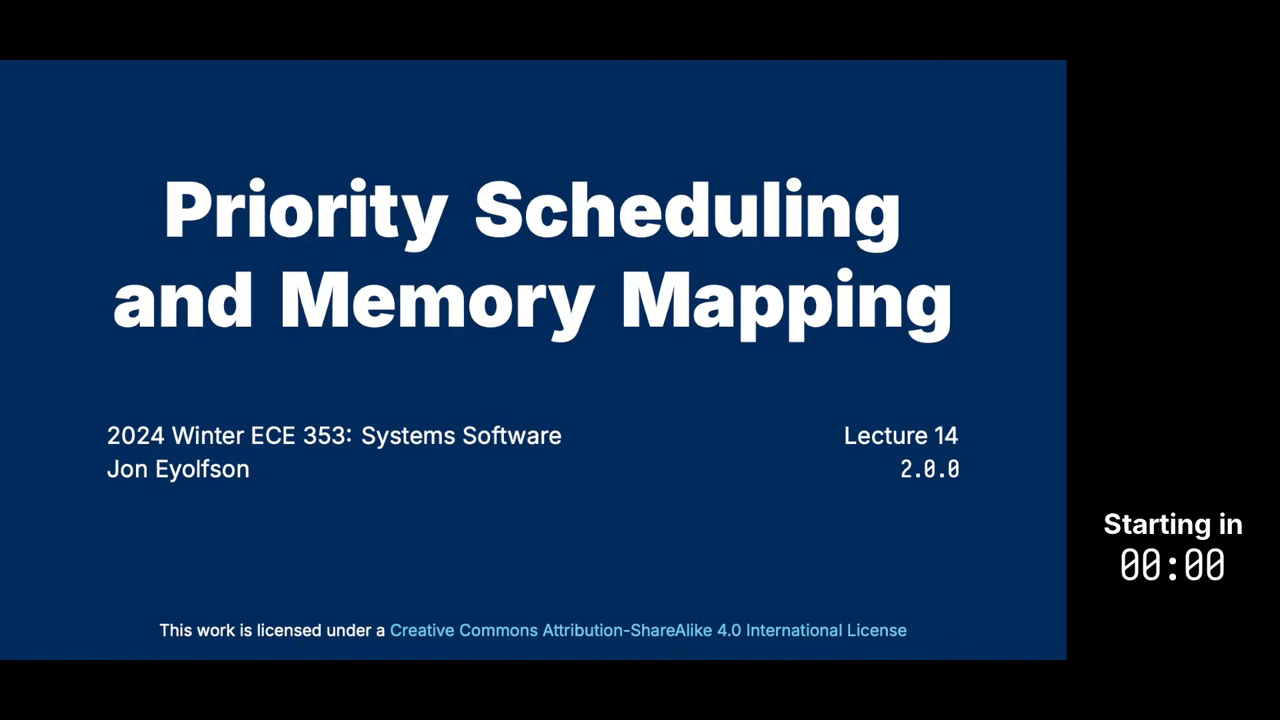 Priority Scheduling
and Memory Mapping
2024 Winter ECE 353: Systems Software
Lecture 14
Jon Eyolfson
2.0.0
Starting in
00:00
This work is licensed under a Creative Commons Attribution-ShareAlike 4.0 International License